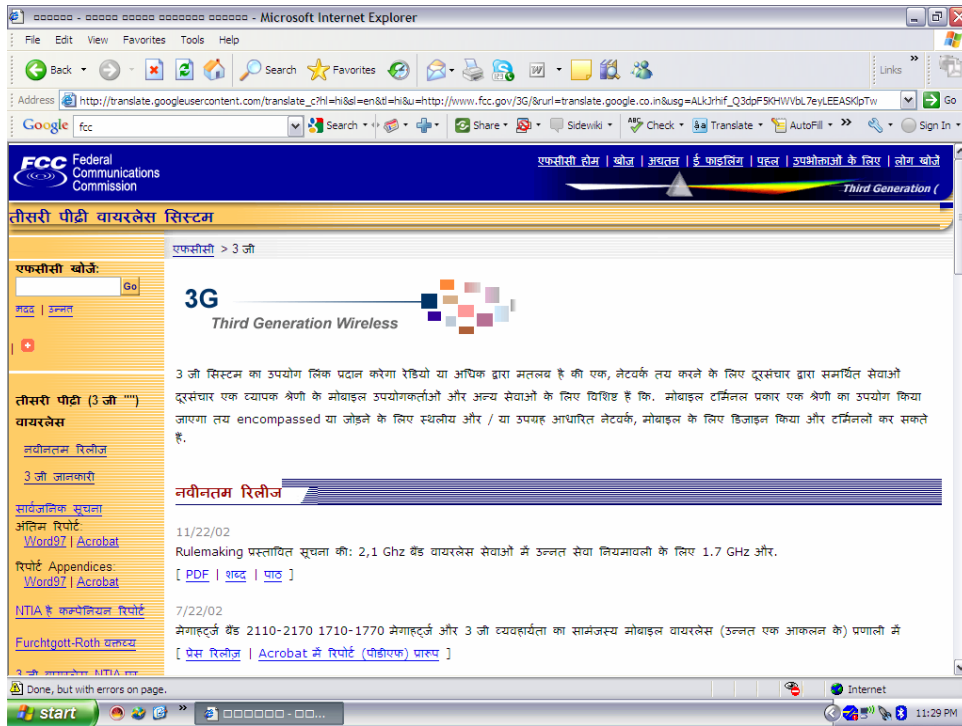 - Microsoft Internet Explorer
File Edit View Favorites Tools Help
Back Search Favorites Links
Address http://translate.googleusercontent.com/translate_c?hl=hi&sl=en&tl=hi&u=http://www.fcc.gov/3G/&rurl=translate.google.co.in&usg=ALkJrhif_Q3dpF5KHWVbL7eyLEEASKlpTw Go
Google fcc Search Share Sidewiki Check Translate AutoFill Sign In
FCC Federal Communications Commission
एफसीसी होम | खोज | अद्यतन | ई फाइलिंग | पहल | उपभोक्ताओं के लिए | लोग खोजें
Third Generation (
तीसरी पीढ़ी वायरलेस सिस्टम
एफसीसी > 3 जी
एफसीसी खोजें:
Go
मदद | उन्नत
तीसरी पीढ़ी (3 जी "")
वायरलेस
नवीनतम रिलीज
3 जी जानकारी
सार्वजनिक सूचना
अंतिम रिपोर्ट:
Word97 | Acrobat
रिपोर्ट Appendices:
Word97 | Acrobat
NTIA है कम्पेनियन रिपोर्ट
Furchtgott-Roth वक्तव्य
3 जी वायरलेस NTIA पर
3G
Third Generation Wireless
3 जी सिस्टम का उपयोग लिंक प्रदान करेगा रेडियो या अधिक द्वारा मतलब है की एक, नेटवर्क तय करने के लिए दूरसंचार द्वारा समर्थित सेवाओं
दूरसंचार एक व्यापक श्रेणी के मोबाइल उपयोगकर्ताओं और अन्य सेवाओं के लिए विशिष्ट हैं कि. मोबाइल टर्मिनल प्रकार एक श्रेणी का उपयोग किया
जाएगा तय encompassed या जोड़ने के लिए स्थलीय और / या उपग्रह आधारित नेटवर्क, मोबाइल के लिए डिज़ाइन किया और टर्मिनलों कर सकते
हैं.
नवीनतम रिलीज
11/22/02
Rulemaking प्रस्तावित सूचना की: 2,1 Ghz बैंड वायरलेस सेवाओं में उन्नत सेवा नियमावली के लिए 1.7 GHz और.
[ PDF | शब्द | पाठ ]
7/22/02
मेगाहर्ट्ज बैंड 2110-2170 1710-1770 मेगाहर्ट्ज और 3 जी व्यवहार्यता का सामंजस्य मोबाइल वायरलेस (उन्नत एक आकलन के) प्रणाली में
[ प्रेस रिलीज़ | Acrobat में रिपोर्ट (पीडीएफ) प्रारूप ]
Done, but with errors on page. Internet
start 11:29 PM